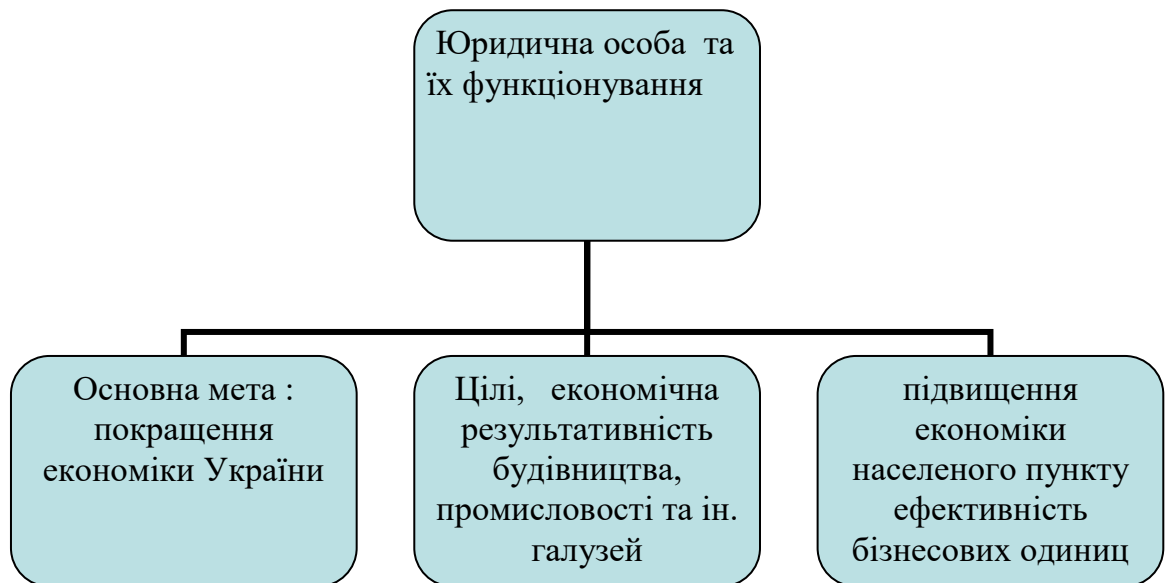 Юридична особа та
їх функціонування
Основна мета :
покращення
економіки України
Цілі, економічна
результативність
будівництва,
промисловості та ін.
галузей
підвищення
економіки
населеного пункту
ефективність
бізнесових одиниц